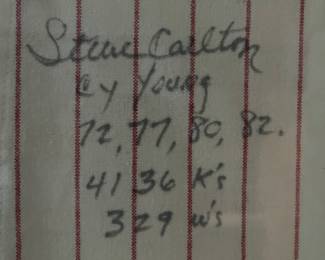 Steve Carlton
Cy Young
72, 77, 80, 82.
4136 K's
329 W's